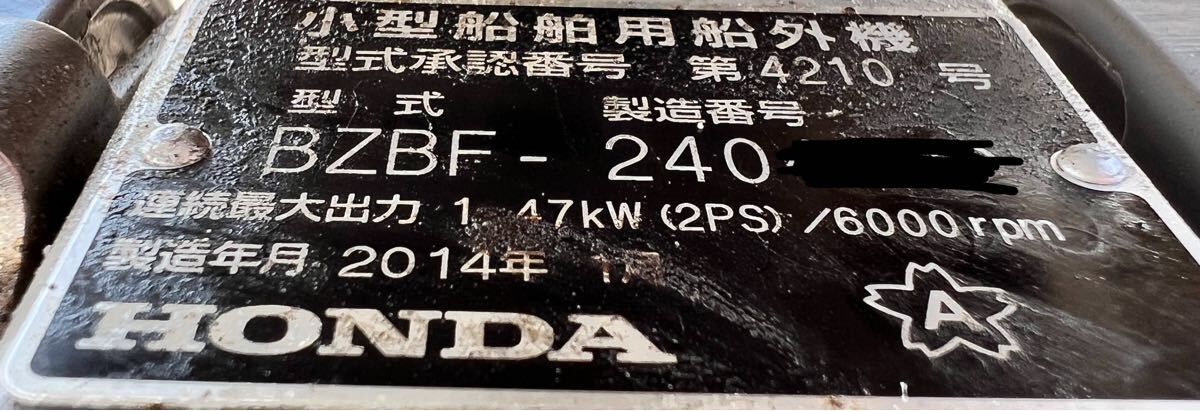 小型船舶用船外機
型式承認番号 第4210号
型式 製造番号
BZBF-240
連続最大出力 1.47kW(2PS)/6000rpm
製造年月 2014年 1月
HONDA
A